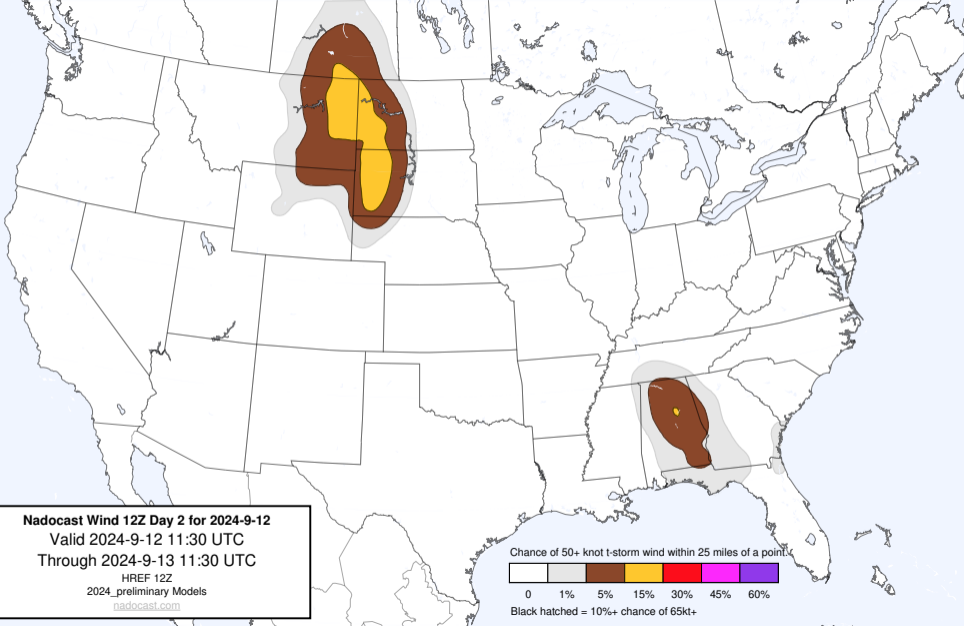 Nadocast Wind 12Z Day 2 for 2024-9-12
Valid 2024-9-12 11:30 UTC
Through 2024-9-13 11:30 UTC
HREF 12Z
2024_preliminary Models
nadocast.com
Chance of 50+ knot t-storm wind within 25 miles of a point.
0 1% 5% 15% 30% 45% 60%
Black hatched = 10%+ chance of 65kt+